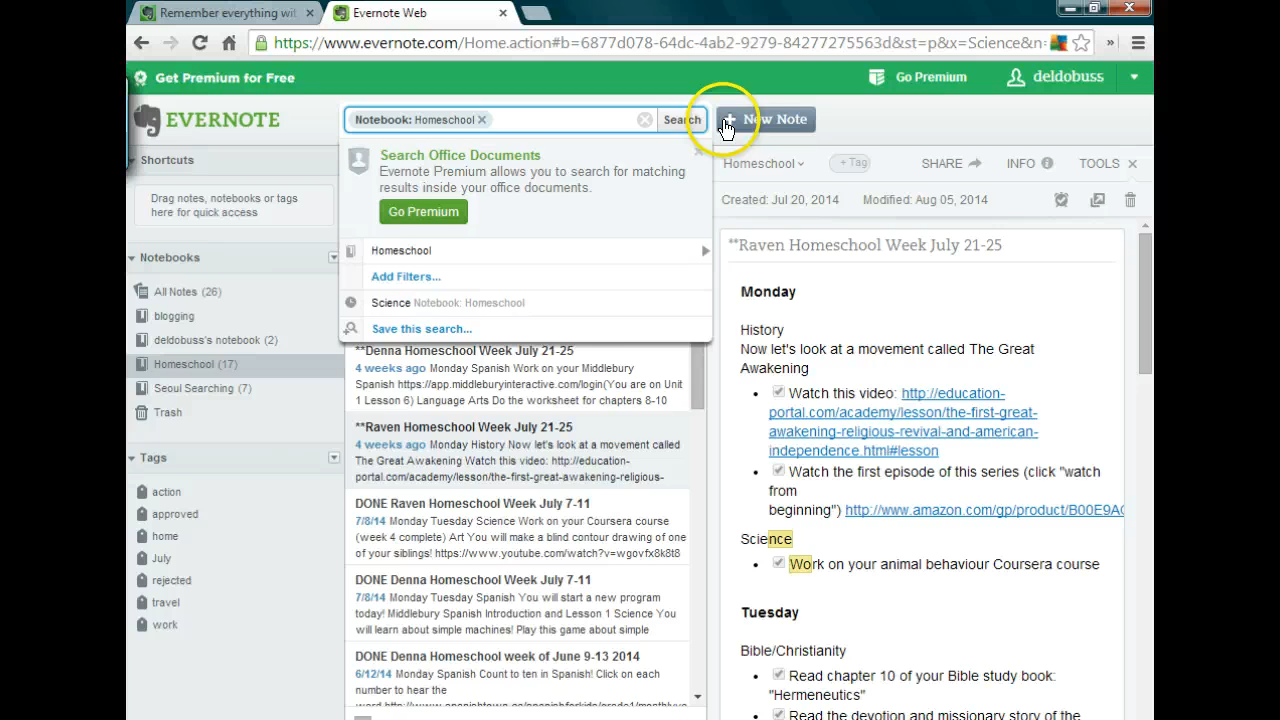 Remember everything wi
Evernote Web
https://www.evernote.com/Home.action#b=6877d078-64dc-4ab2-9279-84277275563d&st=p&x=Science&n=
Get Premium for Free
Go Premium
deldobuss
EVERNOTE
Notebook: Homeschool
Search
New Note
Shortcuts
Drag notes, notebooks or tags
here for quick access
Notebooks
All Notes (26)
blogging
deldobuss's notebook (2)
Homeschool (17)
Seoul Searching (7)
Trash
Tags
action
approved
home
July
rejected
travel
work
Search Office Documents
Evernote Premium allows you to search for matching
results inside your office documents.
Go Premium
Homeschool
Add Filters...
Science Notebook: Homeschool
Save this search...
**Denna Homeschool Week July 21-25
4 weeks ago Monday Spanish Work on your Middlebury
Spanish https://app.middleburyinteractive.com/login(You are on Unit
1 Lesson 6) Language Arts Do the worksheet for chapters 8-10
**Raven Homeschool Week July 21-25
4 weeks ago Monday History Now let's look at a movement called
The Great Awakening Watch this video: http://education-
portal.com/academy/lesson/the-first-great-awakening-religious-
DONE Raven Homeschool Week July 7-11
7/8/14 Monday Tuesday Science Work on your Coursera course
(week 4 complete) Art You will make a blind contour drawing of one
of your siblings! https://www.youtube.com/watch?v=wgovfx8k8t8
DONE Denna Homeschool Week July 7-11
7/8/14 Monday Tuesday Spanish You will start a new program
today! Middlebury Spanish Introduction and Lesson 1 Science You
will learn about simple machines! Play this game about simple
DONE Denna Homeschool week of June 9-13 2014
6/12/14 Monday Spanish Count to ten in Spanish! Click on each
number to hear the
Homeschool
+ Tag
SHARE
INFO
TOOLS
Created: Jul 20, 2014
Modified: Aug 05, 2014
**Raven Homeschool Week July 21-25
Monday
History
Now let's look at a movement called The Great
Awakening
Watch this video: http://education-
portal.com/academy/lesson/the-first-great-
awakening-religious-revival-and-american-
independence.html#lesson
Watch the first episode of this series (click "watch
from
beginning") http://www.amazon.com/gp/product/B00E9AC
Science
Work on your animal behaviour Coursera course
Tuesday
Bible/Christianity
Read chapter 10 of your Bible study book:
"Hermeneutics"
Read the devotion and missionary story of the